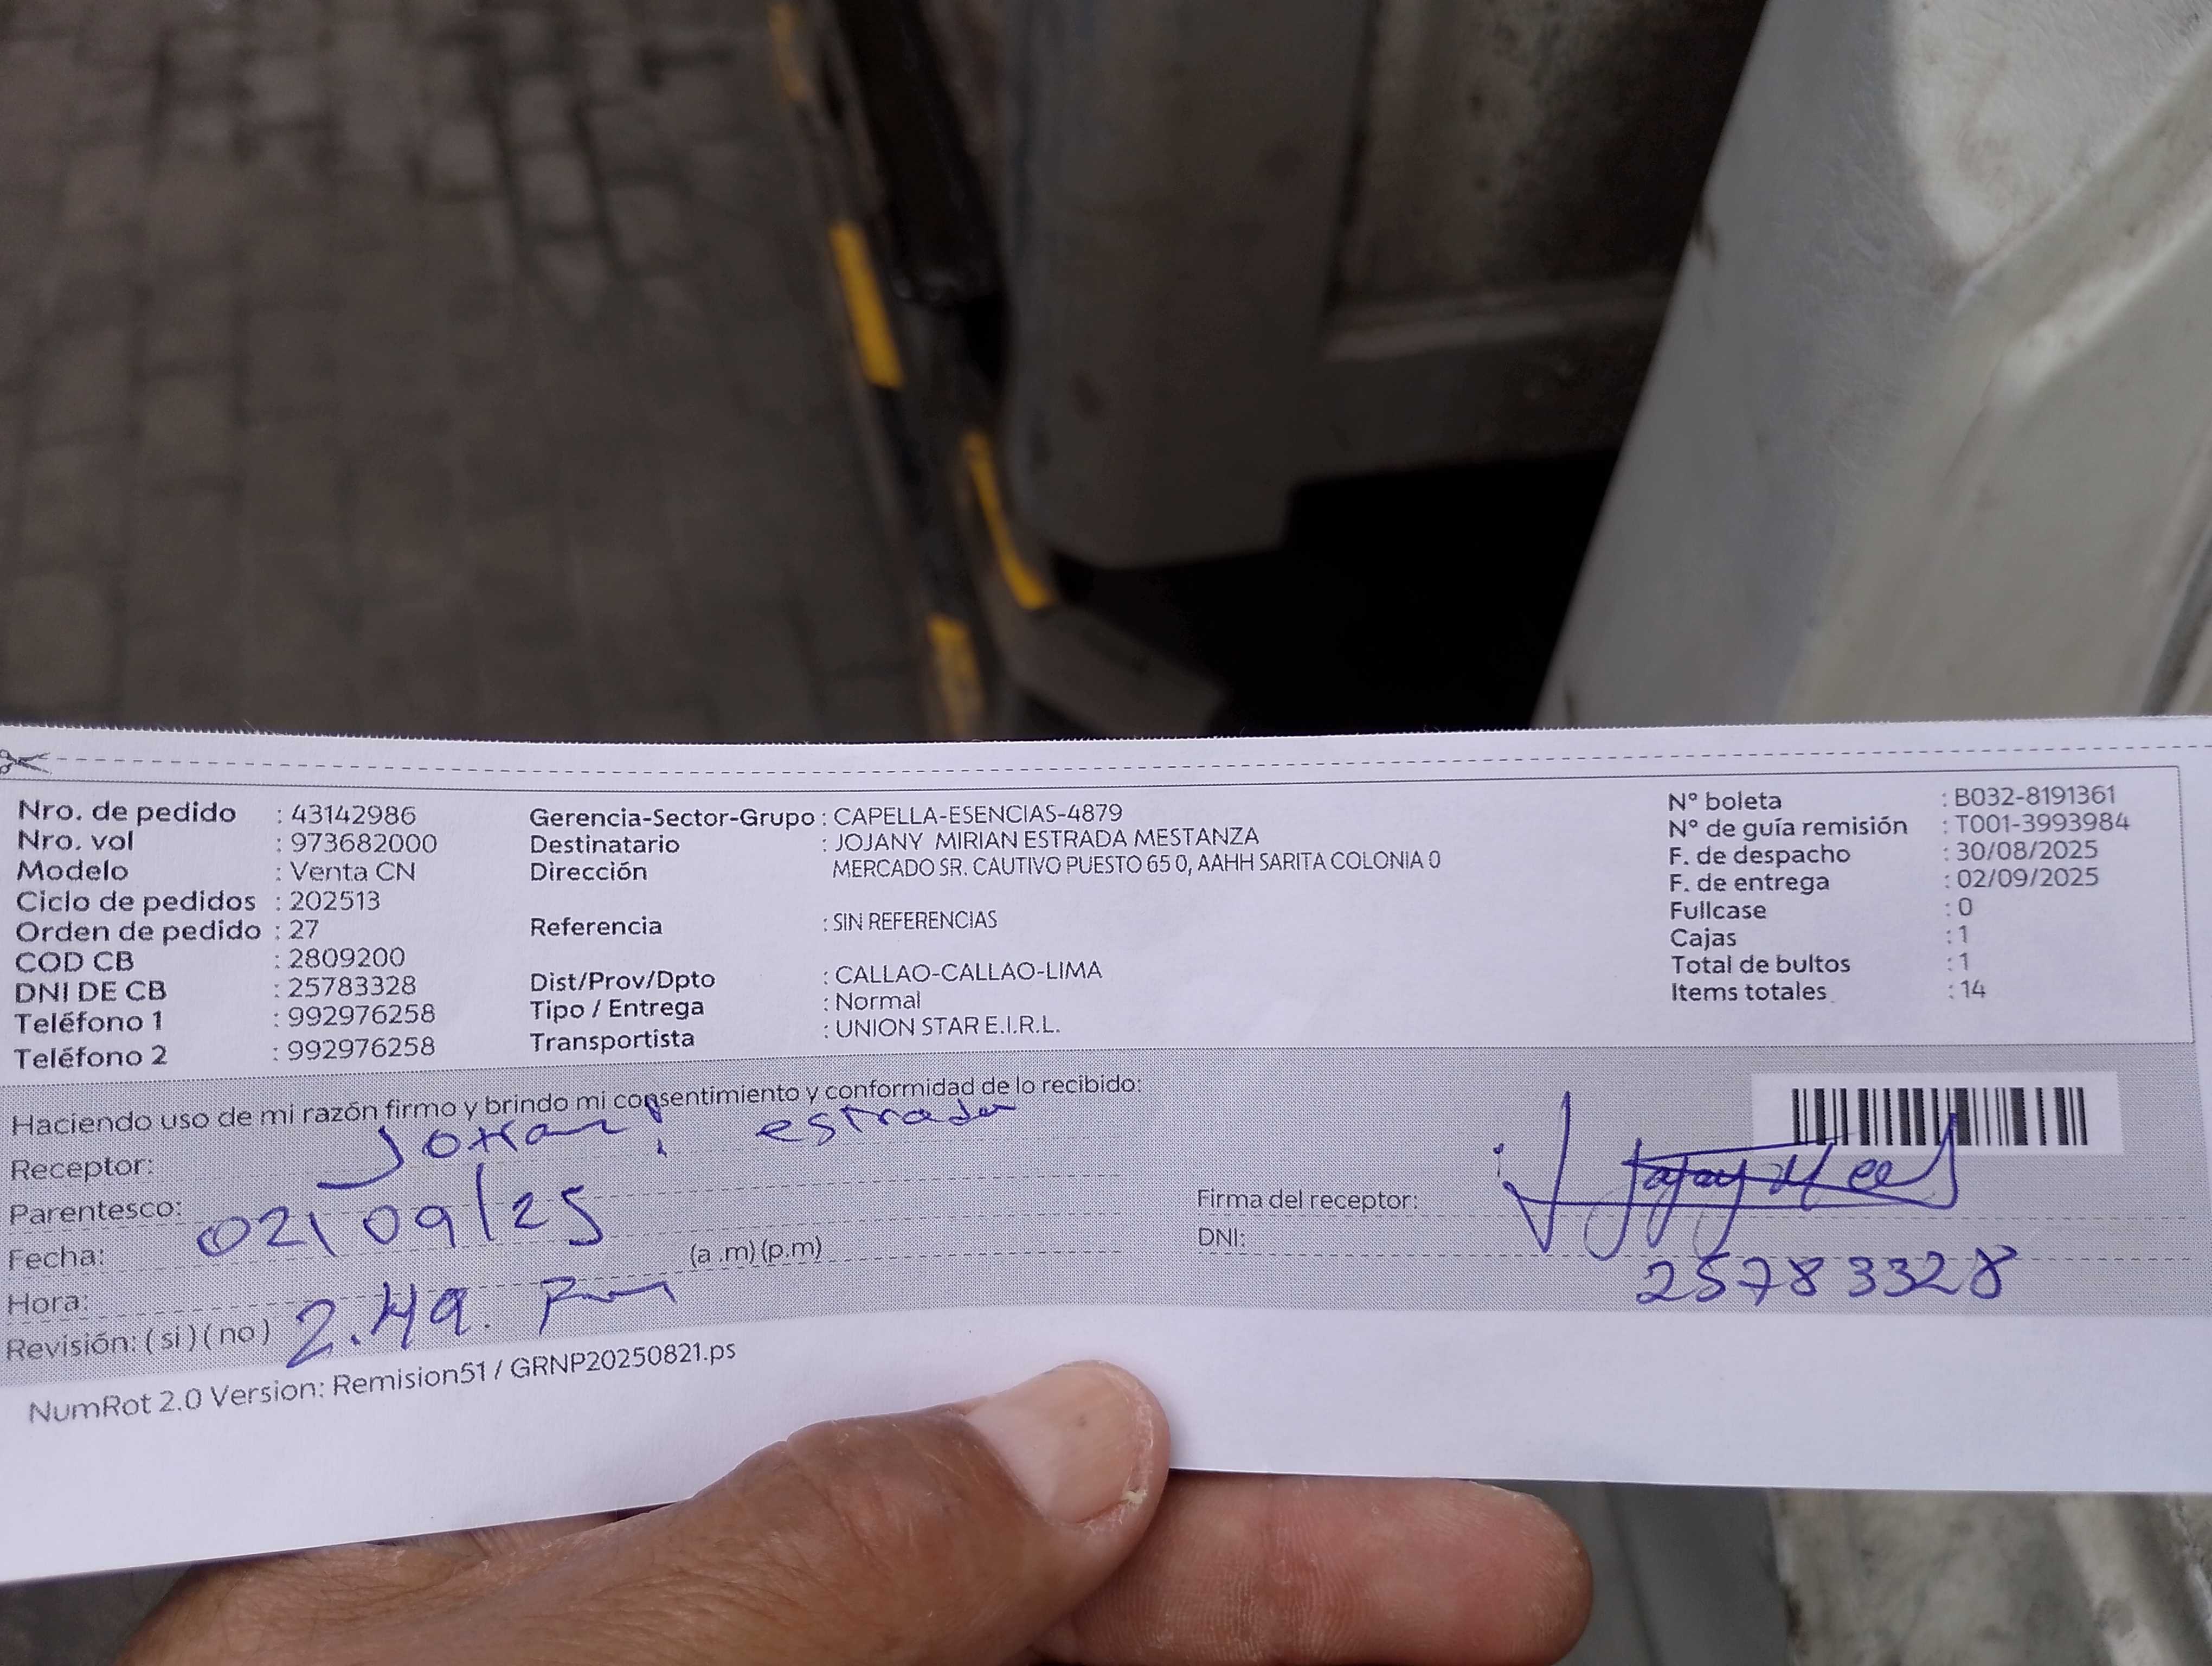 Nro. de pedido : 43142986
Nro. vol : 973682000
Modelo : Venta CN
Ciclo de pedidos : 202513
Orden de pedido : 27
COD CB : 2809200
DNI DE CB : 25783328
Teléfono 1 : 992976258
Teléfono 2 : 992976258
Gerencia-Sector-Grupo : CAPELLA-ESENCIAS-4879
Destinatario : JOJANY MIRIAN ESTRADA MESTANZA
Dirección MERCADO SR. CAUTIVO PUESTO 65 0, AAHH SARITA COLONIA 0
Referencia : SIN REFERENCIAS
Dist/Prov/Dpto : CALLAO-CALLAO-LIMA
Tipo / Entrega : Normal
Transportista : UNION STAR E.I.R.L.
N° boleta : B032-8191361
N° de guía remisión : T001-3993984
F. de despacho : 30/08/2025
F. de entrega : 02/09/2025
Fullcase : 0
Cajas : 1
Total de bultos : 1
Items totales : 14
Haciendo uso de mi razón firmo y brindo mi consentimiento y conformidad de lo recibido:
Receptor: estrada
Parentesco:
Fecha: 02/09/25
(a .m) (p.m)
Hora: 2.49. Pm
Revisión: (si) (no)
Firma del receptor:
DNI: 25783328
NumRot 2.0 Version: Remision51 / GRNP20250821.ps